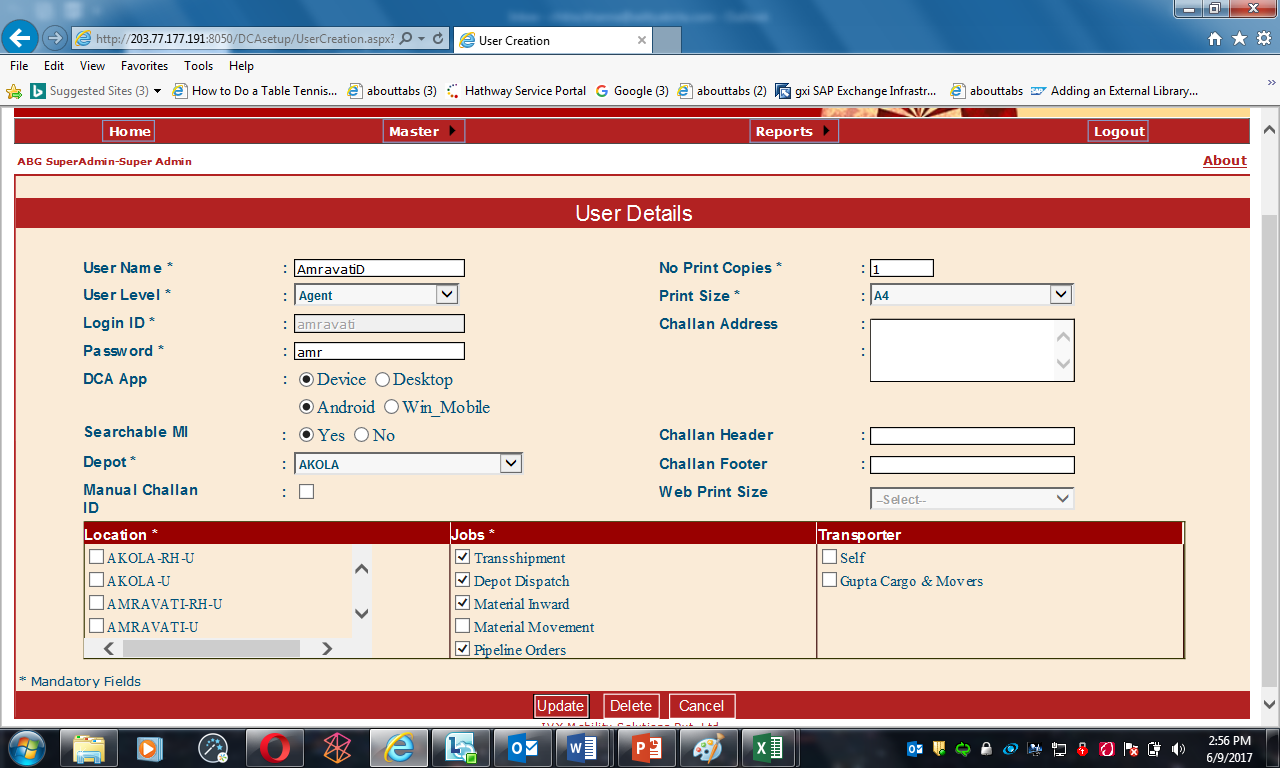 http://203.77.177.191:8050/DCAsetup/UserCreation.aspx?
User Creation
File Edit View Favorites Tools Help
Suggested Sites (3) How to Do a Table Tennis... abouttabs (3) Hathway Service Portal Google (3) abouttabs (2) gxi SAP Exchange Infrastr... abouttabs Adding an External Library... »
Home Master Reports Logout
ABG SuperAdmin-Super Admin About
User Details
User Name * : AmravatiD No Print Copies * : 1
User Level * : Agent Print Size * : A4
Login ID * : amravati Challan Address :
Password * : amr :
DCA App : Device Desktop
Android Win_Mobile
Searchable MI : Yes No Challan Header :
Depot * : AKOLA Challan Footer :
Manual Challan ID : Web Print Size --Select--
Location * Jobs * Transporter
AKOLA-RH-U Transshipment Self
AKOLA-U Depot Dispatch Gupta Cargo & Movers
AMRAVATI-RH-U Material Inward
AMRAVATI-U Material Movement
Pipeline Orders
* Mandatory Fields
Update Delete Cancel
2:56 PM
6/9/2017